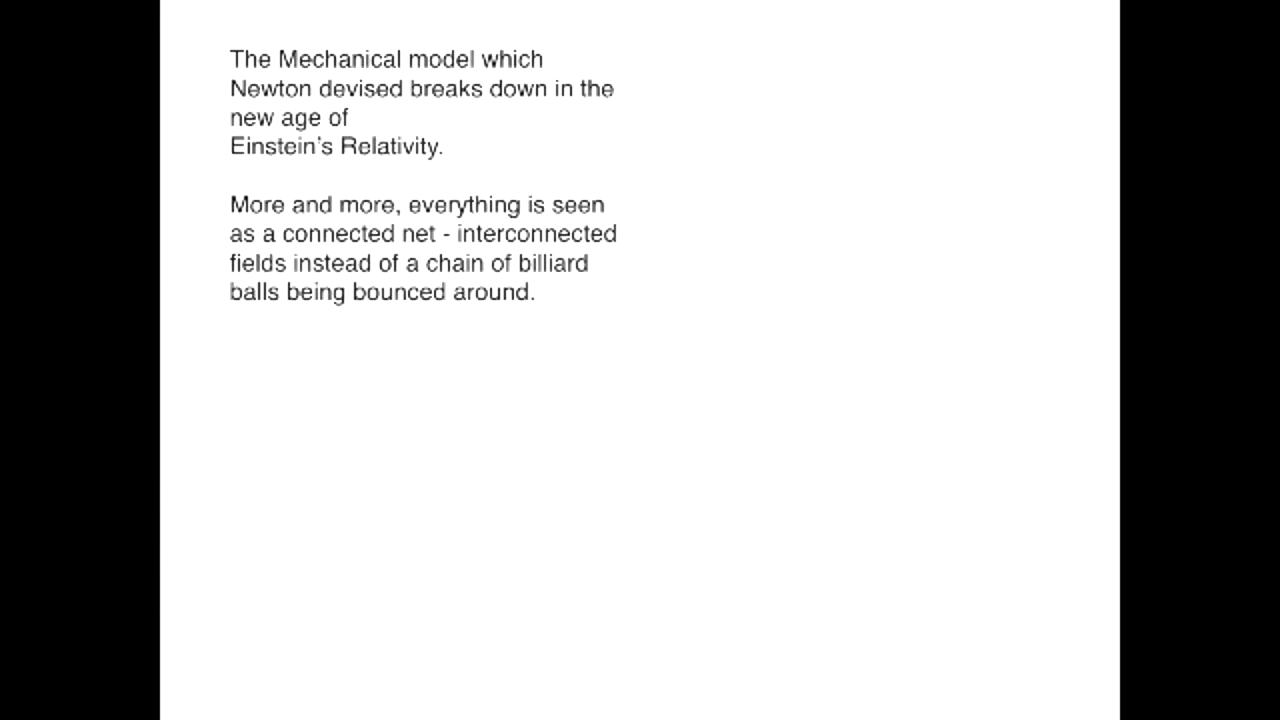 The Mechanical model which
Newton devised breaks down in the
new age of
Einstein’s Relativity.
More and more, everything is seen
as a connected net - interconnected
fields instead of a chain of billiard
balls being bounced around.